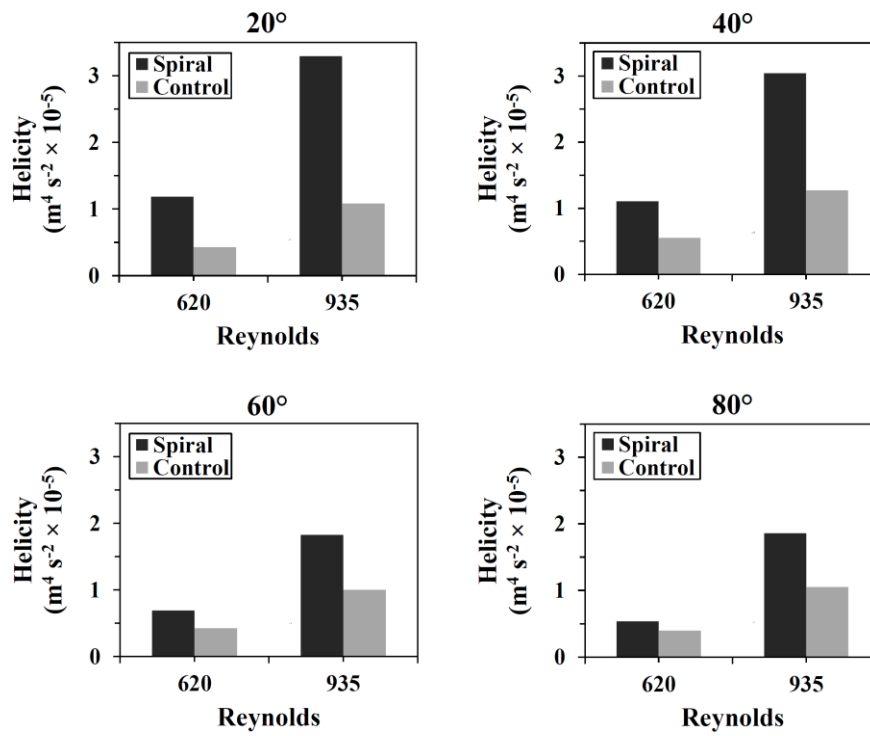 20°
Helicity
(m⁴ s⁻² × 10⁻⁵)
3
2
1
0
Spiral
Control
620
935
Reynolds
40°
Helicity
(m⁴ s⁻² × 10⁻⁵)
3
2
1
0
Spiral
Control
620
935
Reynolds
60°
Helicity
(m⁴ s⁻² × 10⁻⁵)
3
2
1
0
Spiral
Control
620
935
Reynolds
80°
Helicity
(m⁴ s⁻² × 10⁻⁵)
3
2
1
0
Spiral
Control
620
935
Reynolds